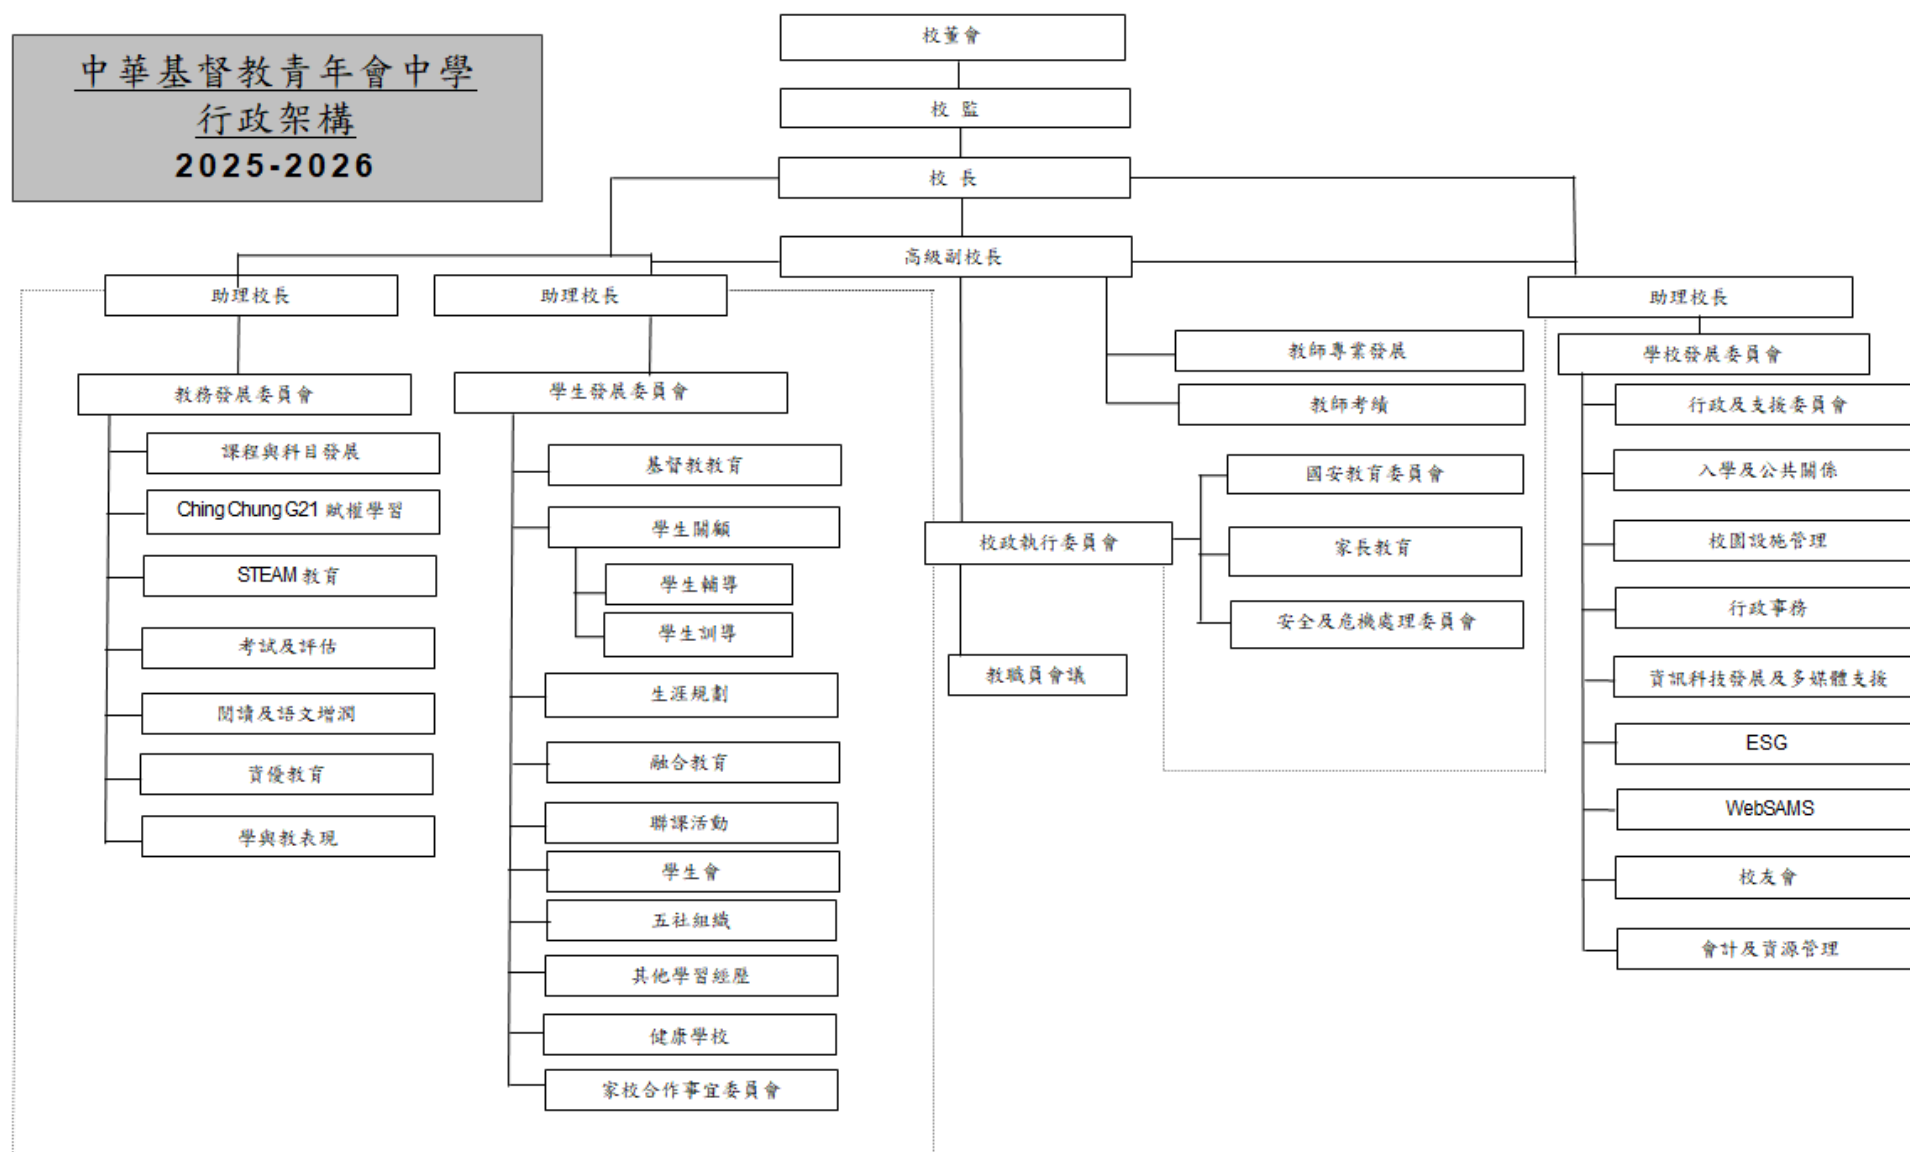 中華基督教青年會中學
行政架構
2025-2026
校董會
校 監
校 長
高級副校長
助理校長
助理校長
助理校長
教務發展委員會
課程與科目發展
Ching Chung G21 賦權學習
STEAM 教育
考試及評估
閱讀及語文增潤
資優教育
學與教表現
學生發展委員會
基督教教育
學生關顧
學生輔導
學生訓導
生涯規劃
融合教育
聯課活動
學生會
五社組織
其他學習經歷
健康學校
家校合作事宜委員會
教師專業發展
教師考績
校政執行委員會
國安教育委員會
家長教育
安全及危機處理委員會
教職員會議
學校發展委員會
行政及支援委員會
入學及公共關係
校園設施管理
行政事務
資訊科技發展及多媒體支援
ESG
WebSAMS
校友會
會計及資源管理